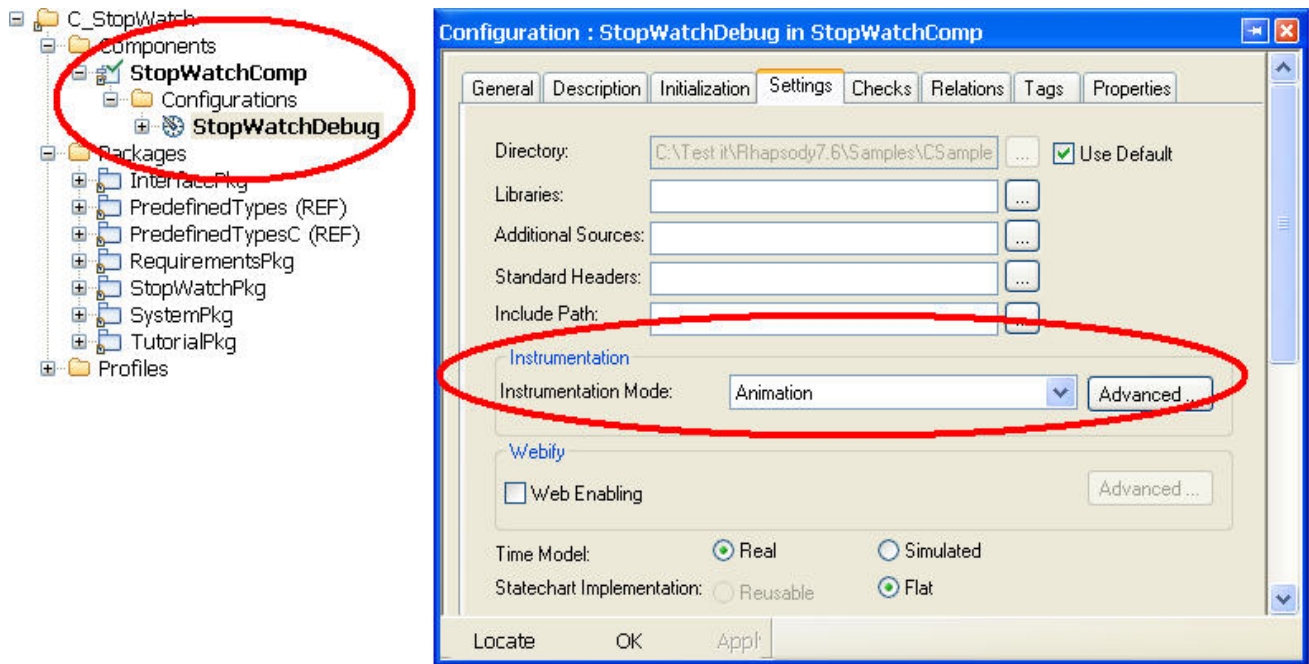 C_StopWatch
Components
StopWatchComp
Configurations
StopWatchDebug
Packages
InterfacePkg
PredefinedTypes (REF)
PredefinedTypesC (REF)
RequirementsPkg
StopWatchPkg
SystemPkg
TutorialPkg
Profiles
Configuration : StopWatchDebug in StopWatchComp
General Description Initialization Settings Checks Relations Tags Properties
Directory: C:\Test it\Rhapsody7.6\Samples\CSample ... Use Default
Libraries: ...
Additional Sources: ...
Standard Headers: ...
Include Path: ...
Instrumentation
Instrumentation Mode: Animation Advanced ...
Webify
Web Enabling Advanced ...
Time Model: Real Simulated
Statechart Implementation: Reusable Flat
Locate OK Apply